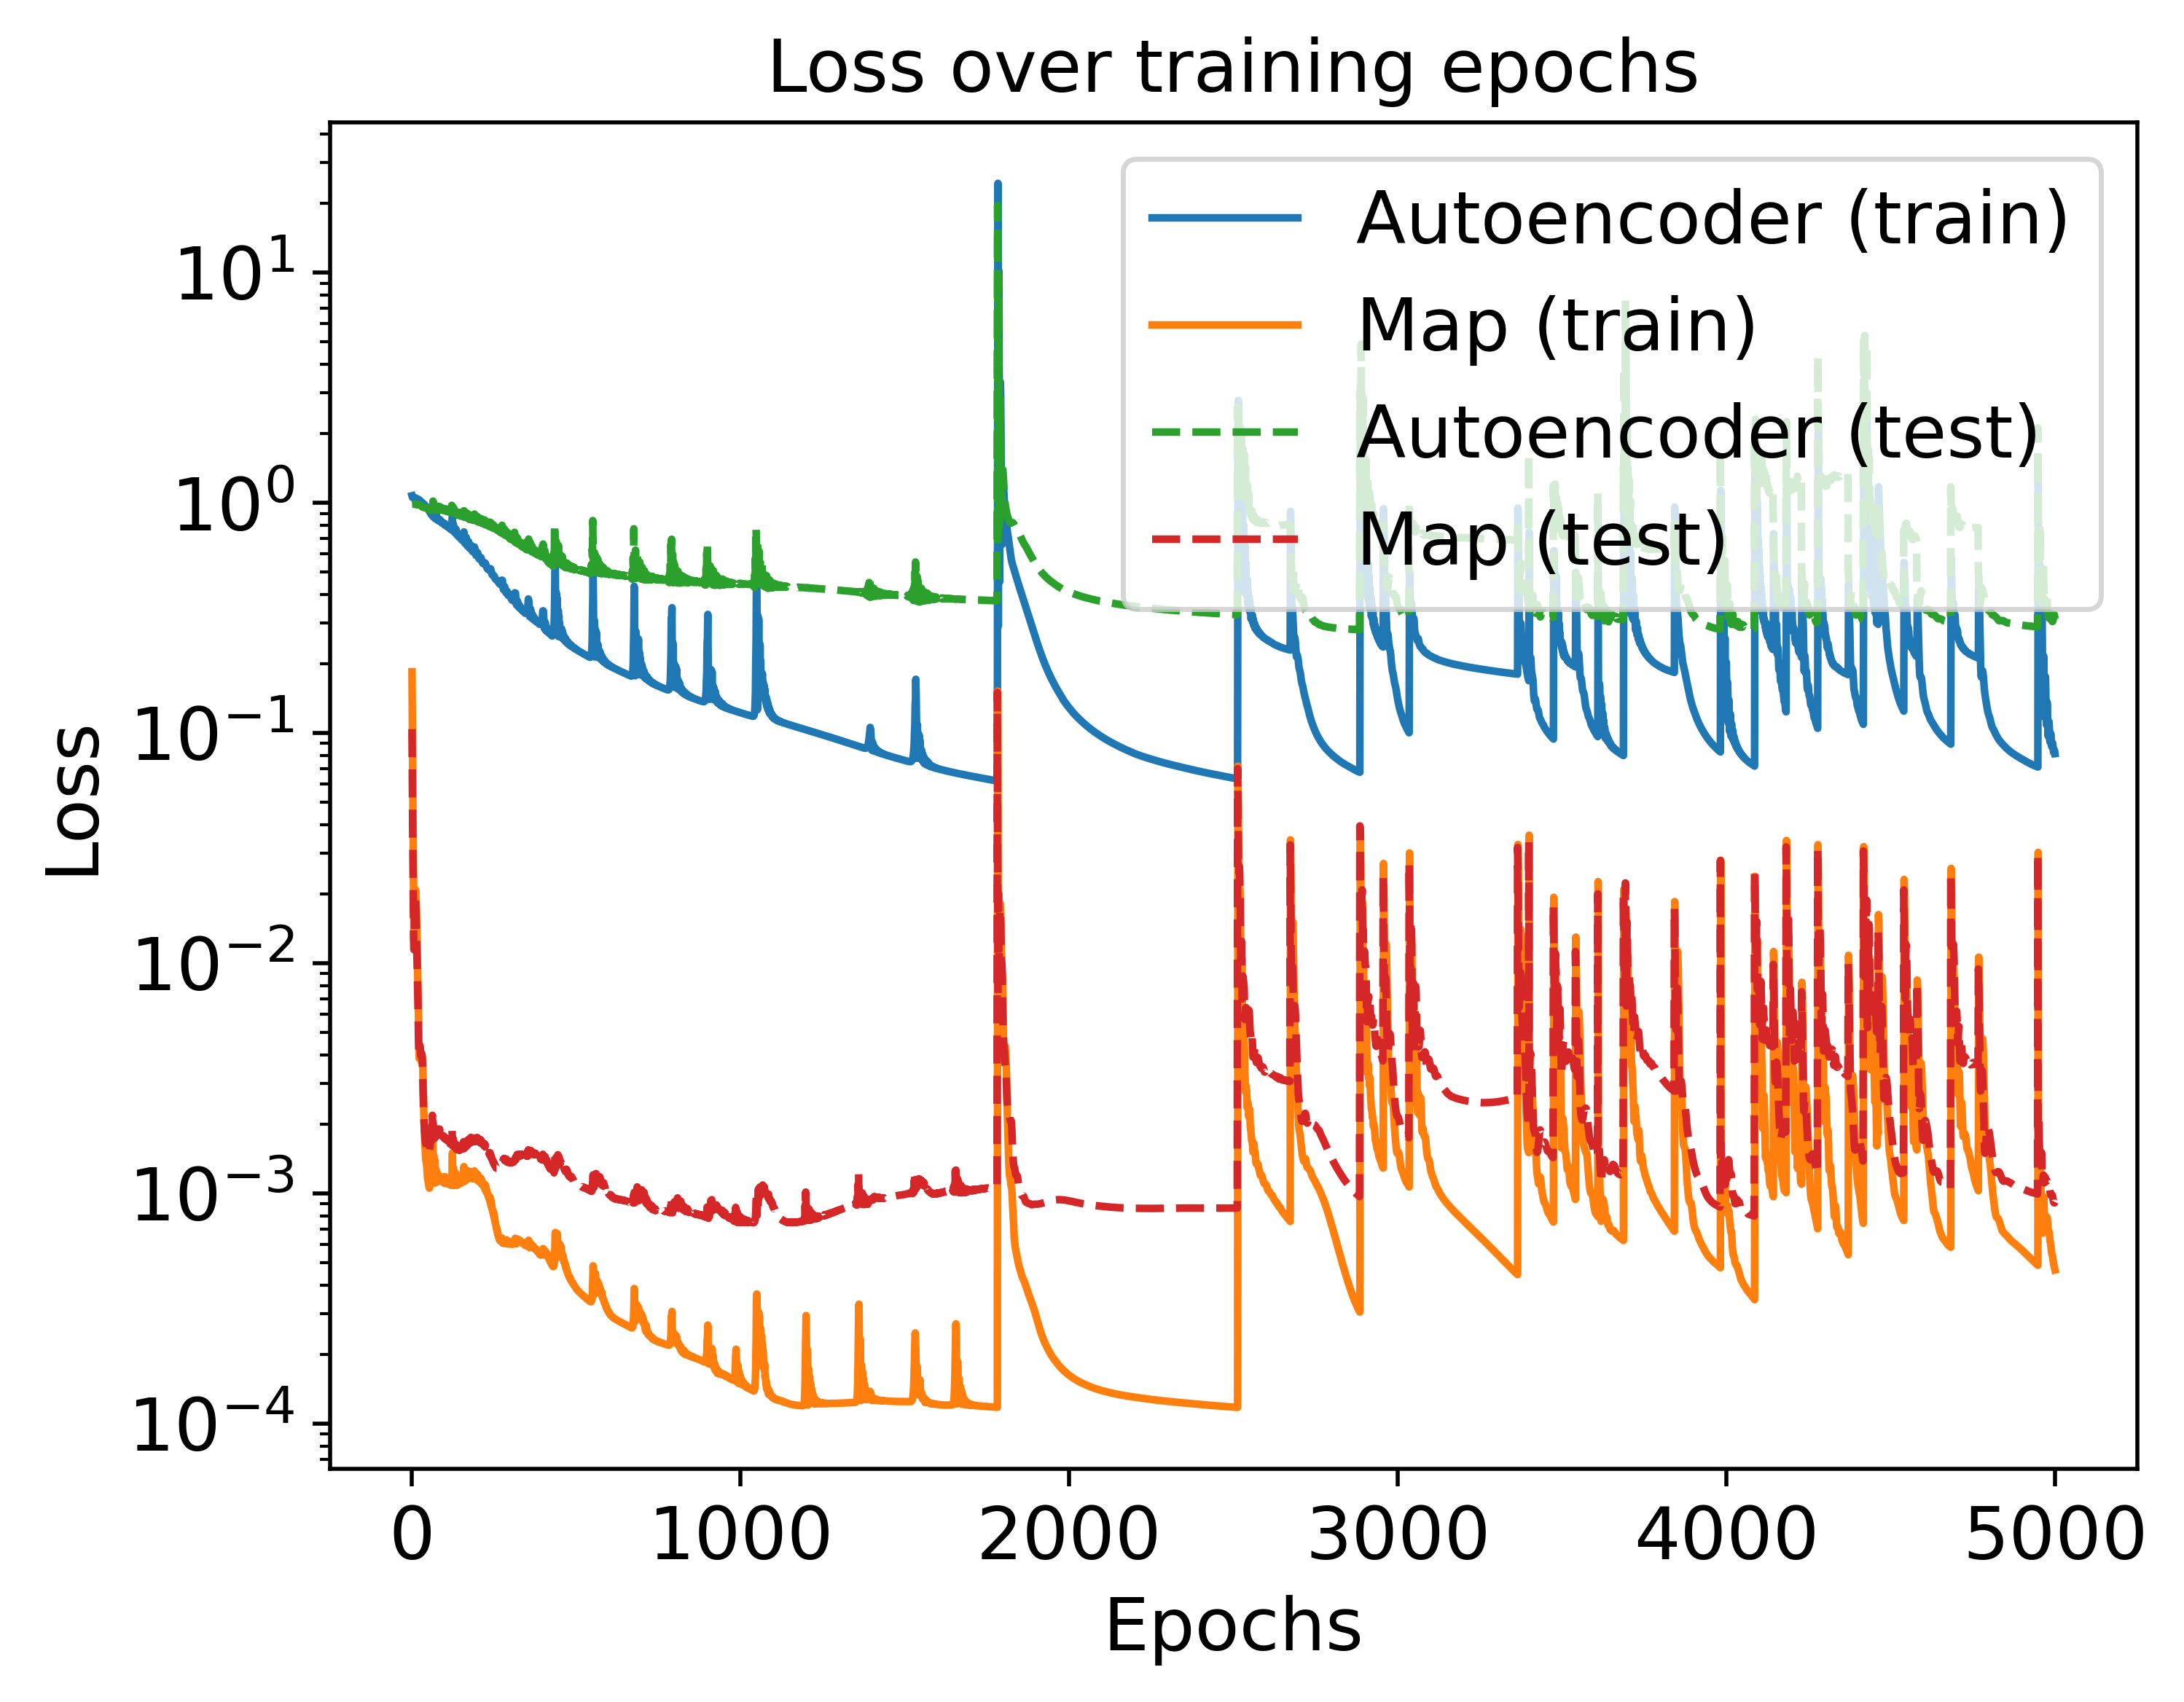 Loss over training epochs
Autoencoder (train)
Map (train)
Autoencoder (test)
Map (test)
10¹
10⁰
10⁻¹
10⁻²
10⁻³
10⁻⁴
Loss
0 1000 2000 3000 4000 5000
Epochs